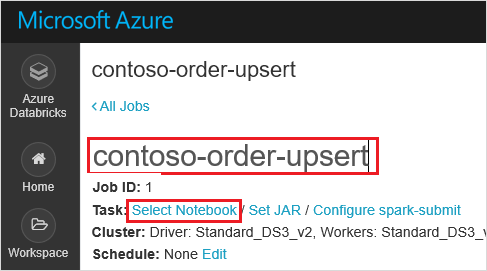 Microsoft Azure
Azure
Databricks
Home
Workspace
contoso-order-upsert
< All Jobs
contoso-order-upsert
Job ID: 1
Task: Select Notebook / Set JAR / Configure spark-submit
Cluster: Driver: Standard_DS3_v2, Workers: Standard_DS3_v
Schedule: None Edit